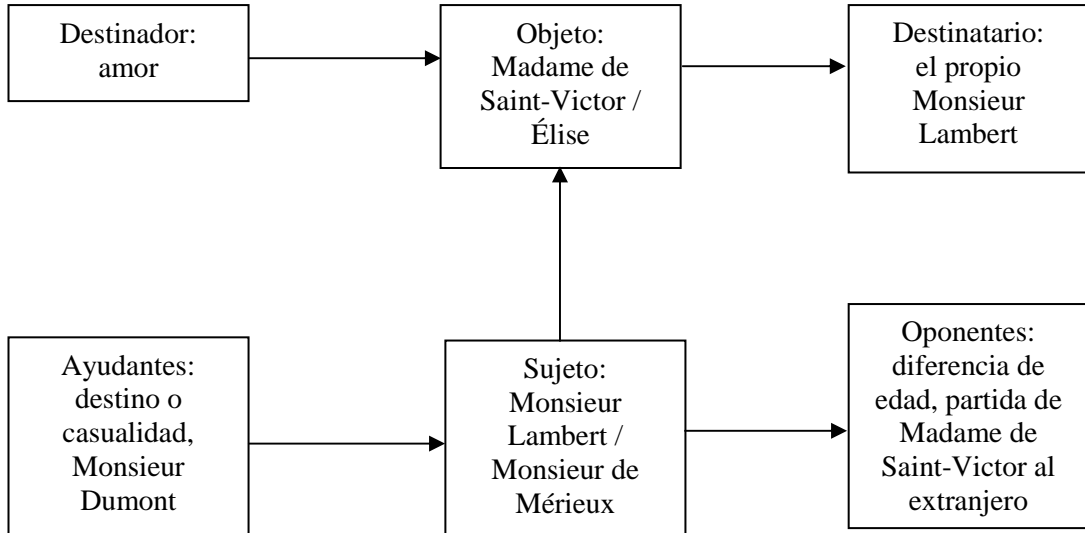 Destinador:
amor
Objeto:
Madame de
Saint-Victor /
Élise
Destinatario:
el propio
Monsieur
Lambert
Ayudantes:
destino o
casualidad,
Monsieur
Dumont
Sujeto:
Monsieur
Lambert /
Monsieur de
Mérieux
Oponentes:
diferencia de
edad, partida de
Madame de
Saint-Victor al
extranjero